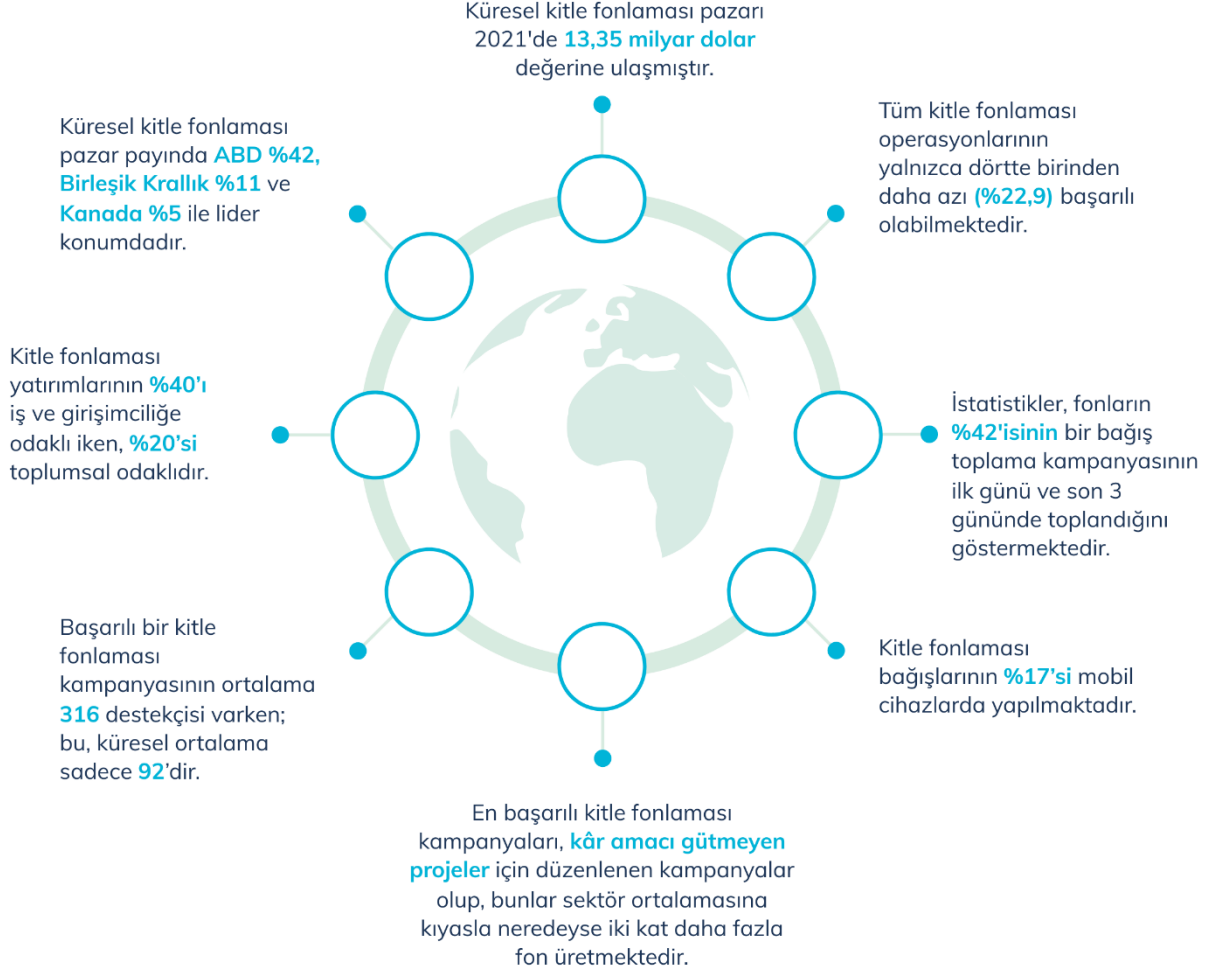 Küresel kitle fonlaması pazarı
2021'de 13,35 milyar dolar
değerine ulaşmıştır.
Tüm kitle fonlaması
operasyonlarının
yalnızca dörtte birinden
daha azı (%22,9) başarılı
olabilmektedir.
İstatistikler, fonların
%42'isinin bir bağış
toplama kampanyasının
ilk günü ve son 3
gününde toplandığını
göstermektedir.
Kitle fonlaması
bağışlarının %17’si mobil
cihazlarda yapılmaktadır.
En başarılı kitle fonlaması
kampanyaları, kâr amacı gütmeyen
projeler için düzenlenen kampanyalar
olup, bunlar sektör ortalamasına
kıyasla neredeyse iki kat daha fazla
fon üretmektedir.
Başarılı bir kitle
fonlaması
kampanyasının ortalama
316 destekçisi varken;
bu, küresel ortalama
sadece 92’dir.
Kitle fonlaması
yatırımlarının %40’ı
iş ve girişimciliğe
odaklı iken, %20’si
toplumsal odaklıdır.
Küresel kitle fonlaması
pazar payında ABD %42,
Birleşik Krallık %11 ve
Kanada %5 ile lider
konumdadır.